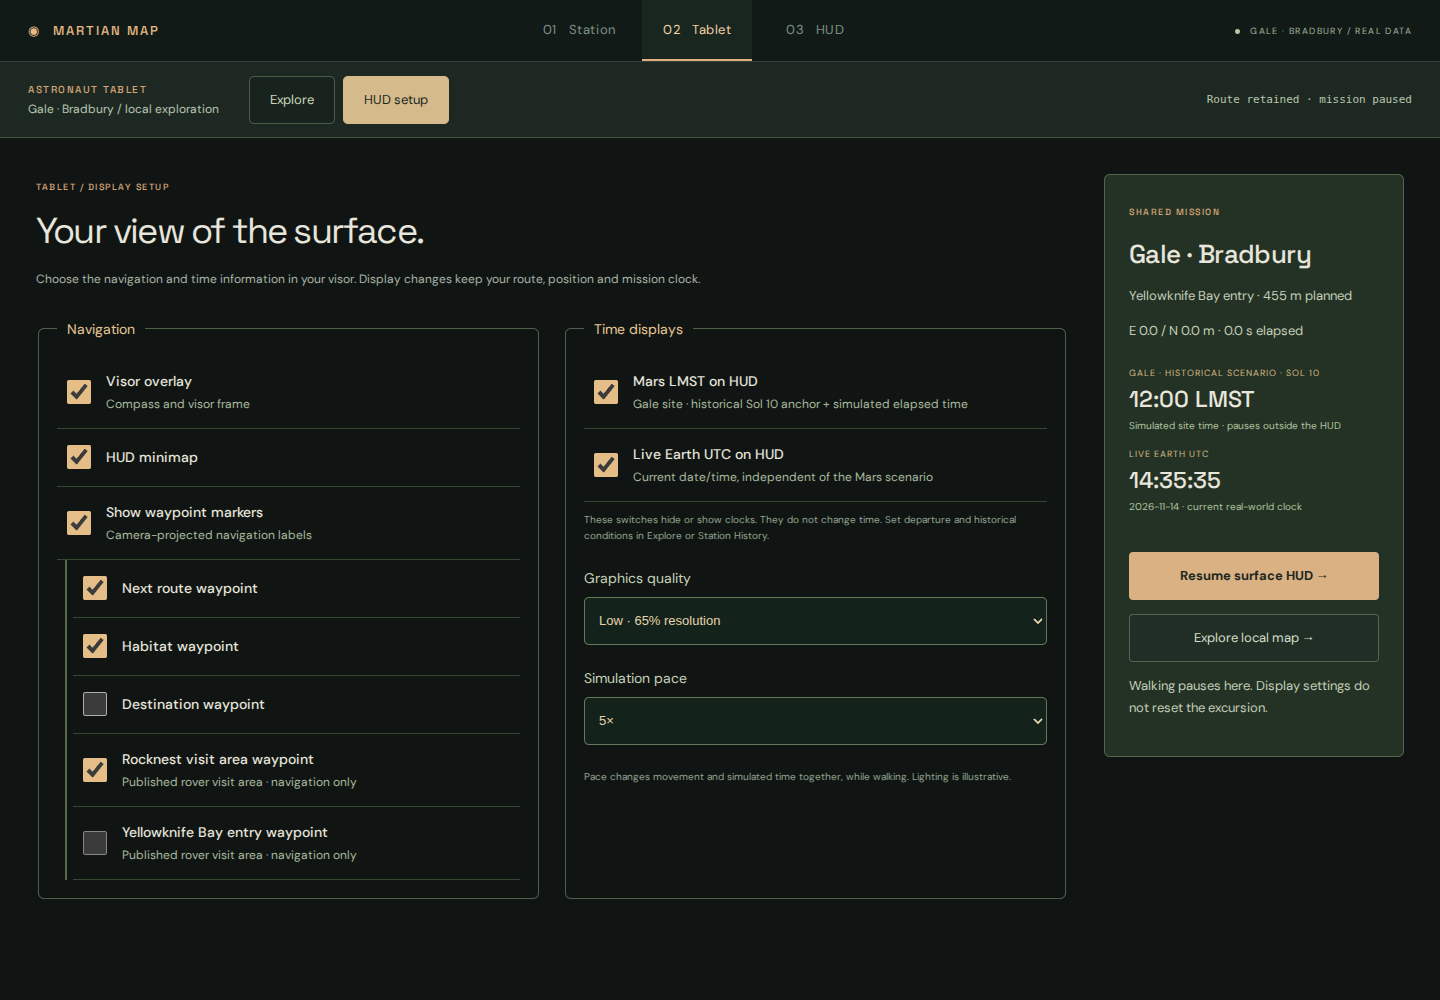 ◉ MARTIAN MAP
01 Station
02 Tablet
03 HUD
GALE · BRADBURY / REAL DATA
ASTRONAUT TABLET
Gale · Bradbury / local exploration
Explore
HUD setup
Route retained · mission paused
TABLET / DISPLAY SETUP
Your view of the surface.
Choose the navigation and time information in your visor. Display changes keep your route, position and mission clock.
Navigation
Visor overlay
Compass and visor frame
HUD minimap
Show waypoint markers
Camera-projected navigation labels
Next route waypoint
Habitat waypoint
Destination waypoint
Rocknest visit area waypoint
Published rover visit area · navigation only
Yellowknife Bay entry waypoint
Published rover visit area · navigation only
Time displays
Mars LMST on HUD
Gale site · historical Sol 10 anchor + simulated elapsed time
Live Earth UTC on HUD
Current date/time, independent of the Mars scenario
These switches hide or show clocks. They do not change time. Set departure and historical
conditions in Explore or Station History.
Graphics quality
Low · 65% resolution
Simulation pace
5×
Pace changes movement and simulated time together, while walking. Lighting is illustrative.
SHARED MISSION
Gale · Bradbury
Yellowknife Bay entry · 455 m planned
E 0.0 / N 0.0 m · 0.0 s elapsed
GALE · HISTORICAL SCENARIO · SOL 10
12:00 LMST
Simulated site time · pauses outside the HUD
LIVE EARTH UTC
14:35:35
2026-11-14 · current real-world clock
Resume surface HUD →
Explore local map →
Walking pauses here. Display settings do
not reset the excursion.